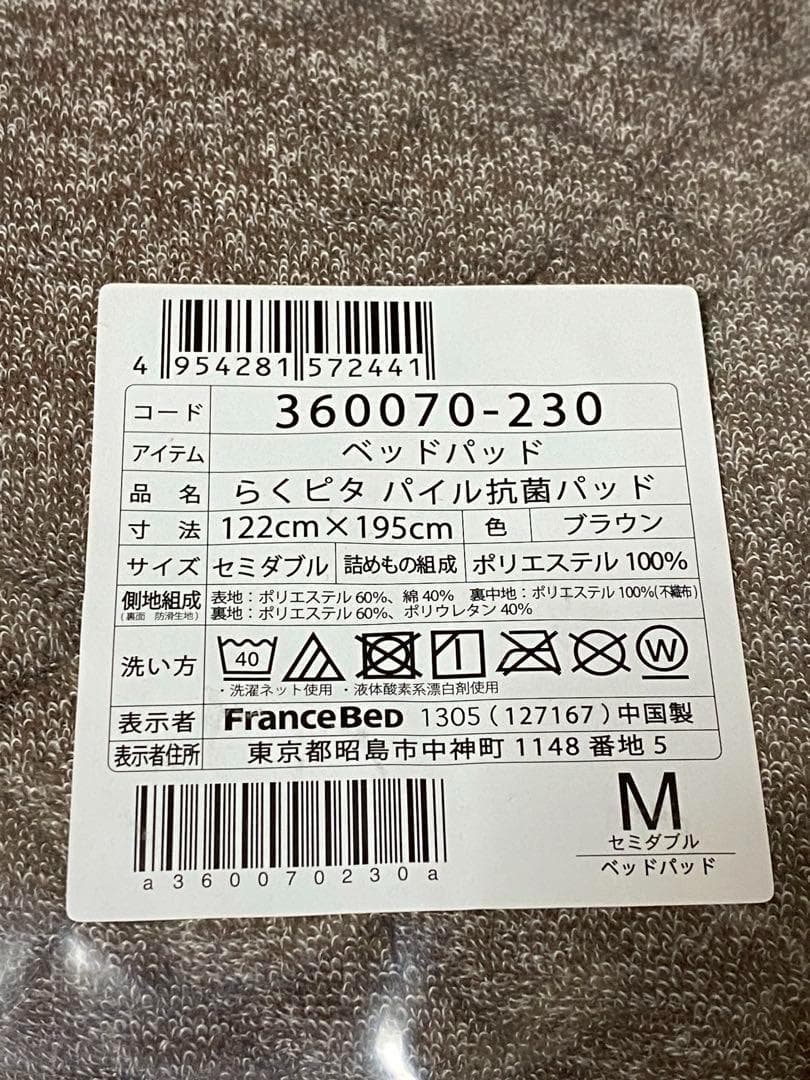 4 954281 572441
コード 360070-230
アイテム ベッドパッド
品 名 らくピタ パイル抗菌パッド
寸 法 122cm×195cm 色 ブラウン
サイズ セミダブル 詰めもの組成 ポリエステル 100%
側地組成 表地：ポリエステル 60%、綿 40% 裏中地：ポリエステル 100%(不織布)
(裏面 防滑生地) 裏地：ポリエステル 60%、ポリウレタン 40%
洗い方 40 W
・洗濯ネット使用 ・液体酸素系漂白剤使用
表示者 FRANCEBED 1305 (127167) 中国製
表示者住所 東京都昭島市中神町 1148 番地 5
a360070230a
M
セミダブル
ベッドパッド